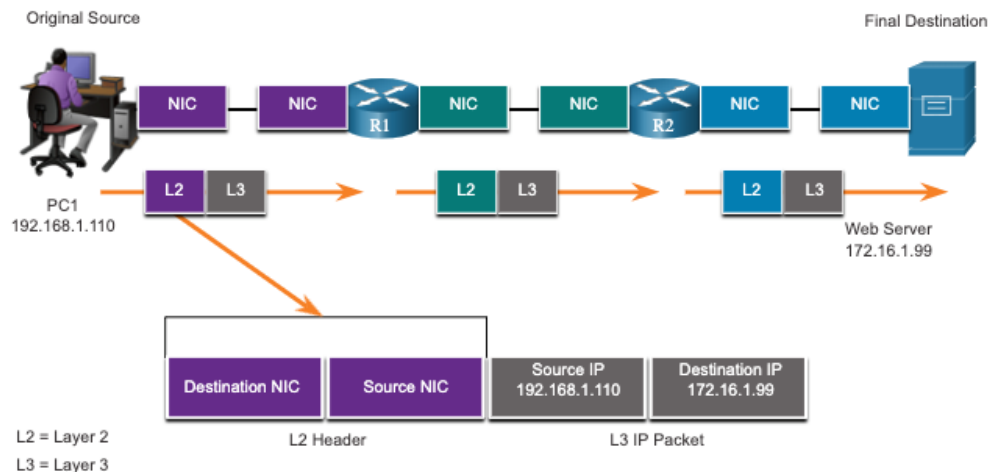 Original Source
Final Destination
NIC
NIC
R1
NIC
NIC
R2
NIC
NIC
L2 L3
L2 L3
L2 L3
PC1
192.168.1.110
Web Server
172.16.1.99
Destination NIC
Source NIC
Source IP
192.168.1.110
Destination IP
172.16.1.99
L2 = Layer 2
L2 Header
L3 IP Packet
L3 = Layer 3